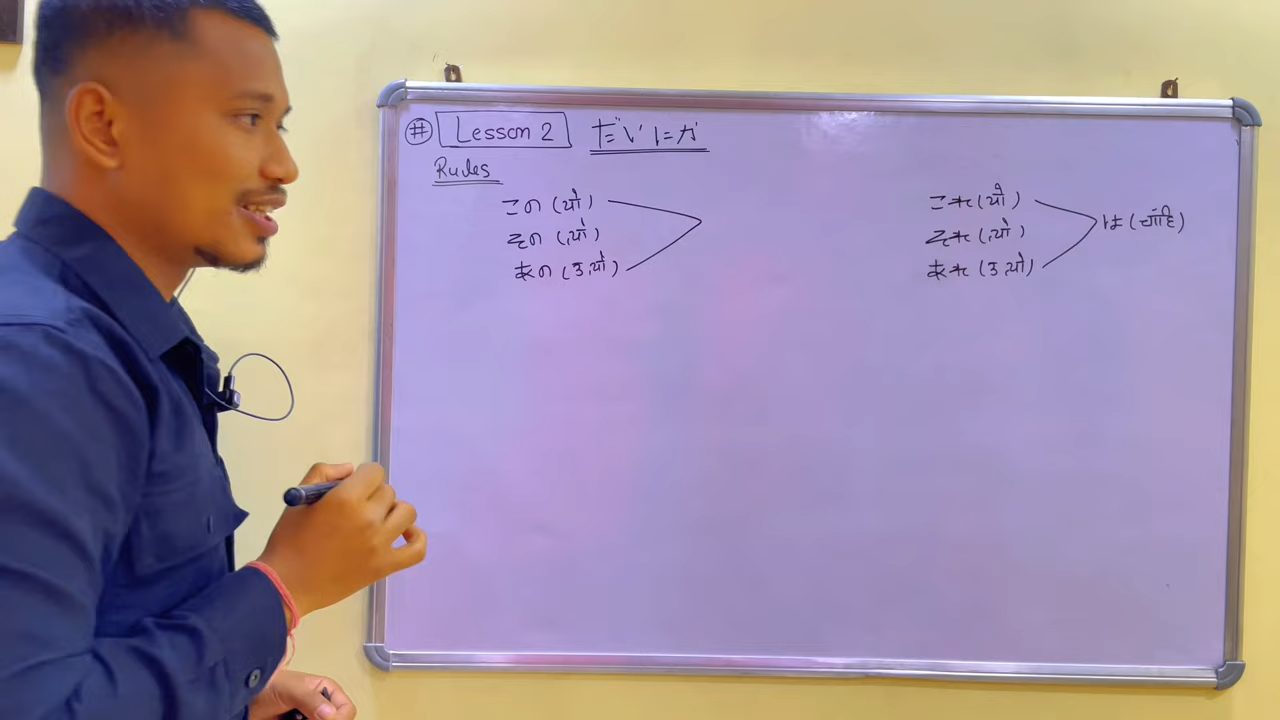 # Lesson 2 だいにか
Rules
この (यो)
その (त्यो)
あの (उ त्यो)
これ (यो)
それ (त्यो)
あれ (उ त्यो)
は (चाँहि)